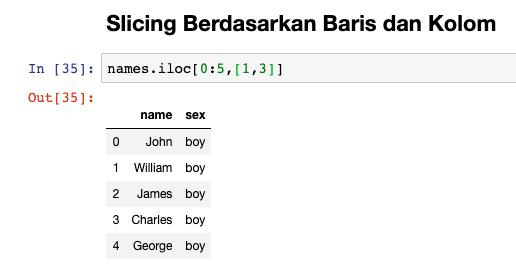 Slicing Berdasarkan Baris dan Kolom
In [35]: names.iloc[0:5,[1,3]]
Out[35]:
name sex
0 John boy
1 William boy
2 James boy
3 Charles boy
4 George boy